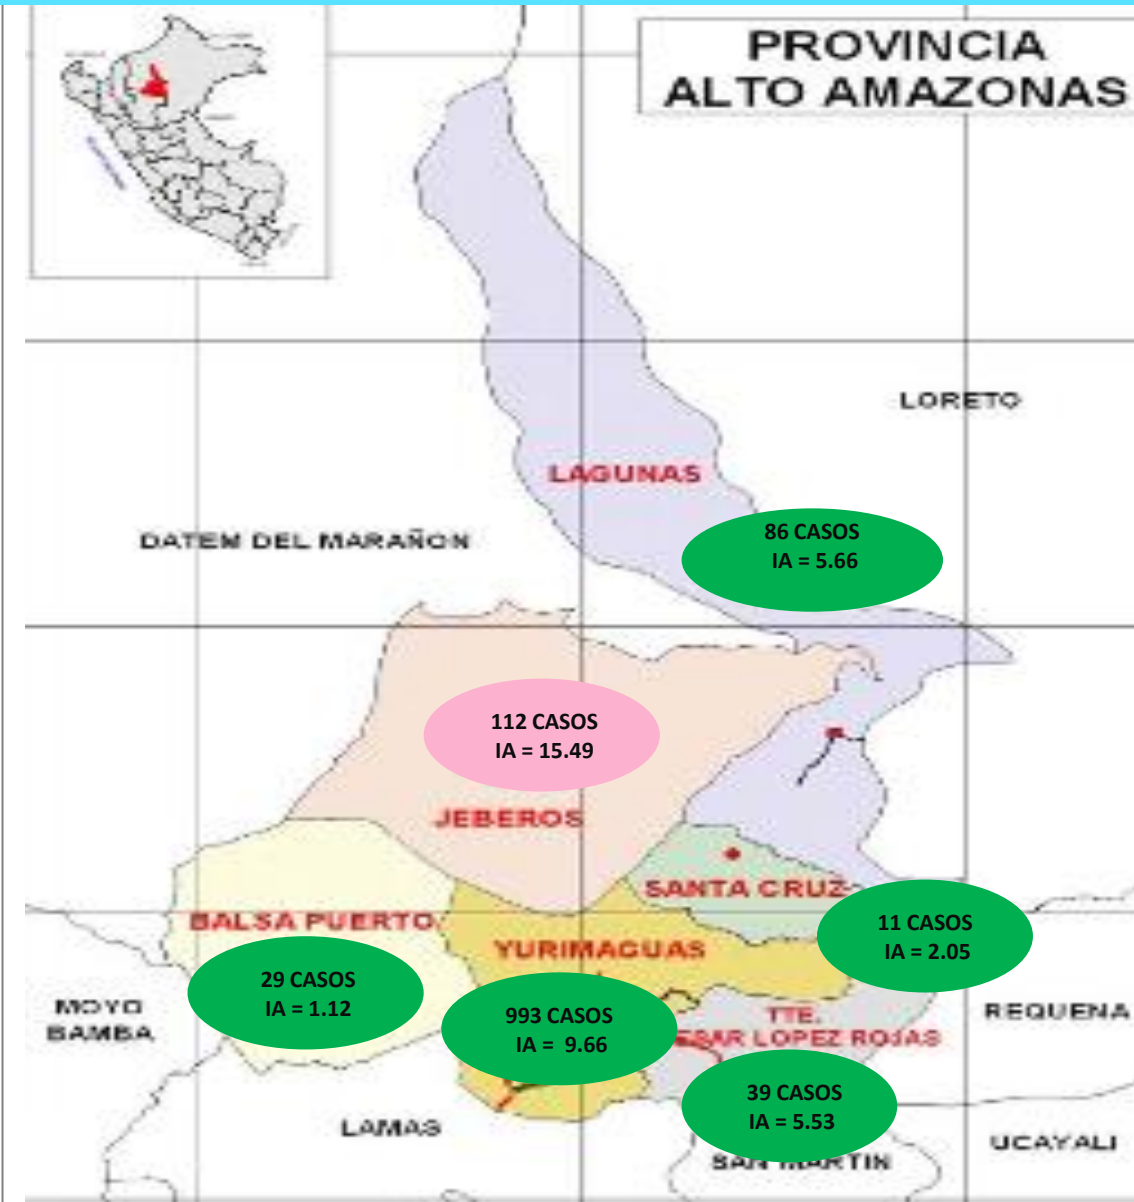 PROVINCIA
ALTO AMAZONAS
LORETO
LAGUNAS
86 CASOS
IA = 5.66
DATEM DEL MARAÑON
112 CASOS
IA = 15.49
JEBEROS
SANTA CRUZ
11 CASOS
IA = 2.05
BALSA PUERTO
YURIMAGUAS
29 CASOS
IA = 1.12
993 CASOS
IA = 9.66
MOYO
BAMBA
REQUENA
TTE.
LOPEZ ROJAS
39 CASOS
IA = 5.53
LAMAS
UCAYALI
SAN MARTIN